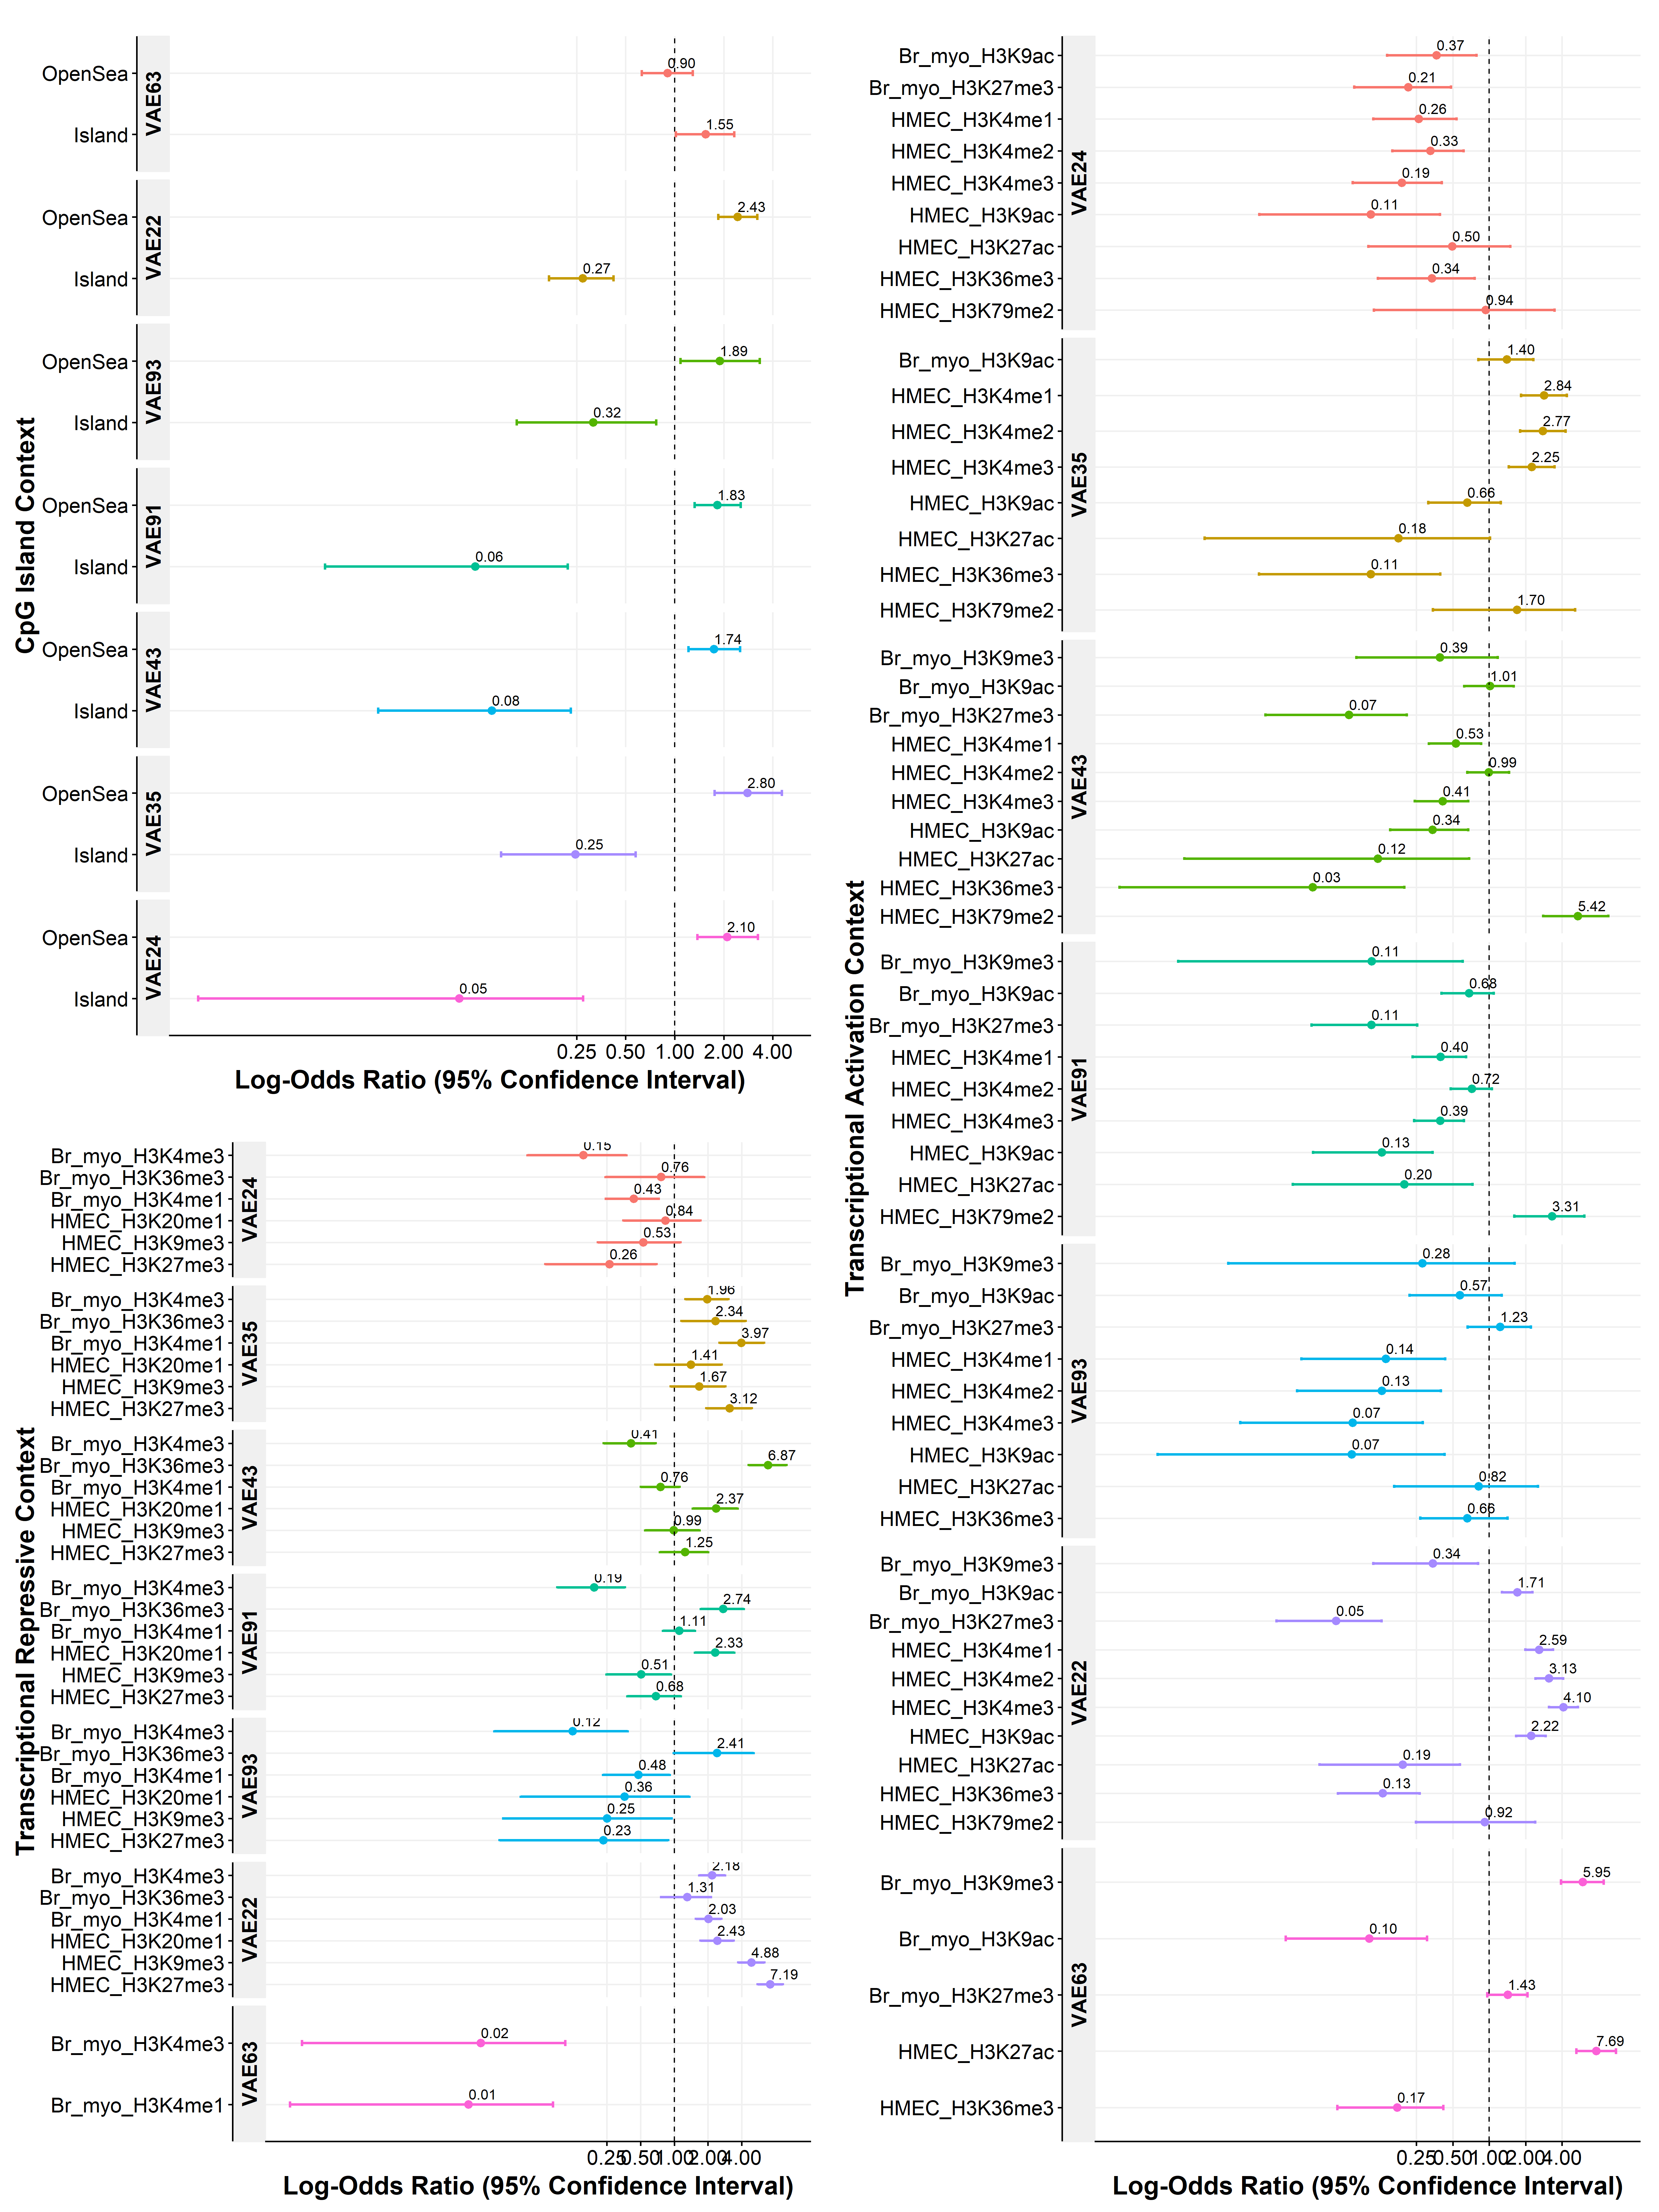 CpG Island Context
VAE63
OpenSea 0.90
Island 1.55
VAE22
OpenSea 2.43
Island 0.27
VAE93
OpenSea 1.89
Island 0.32
VAE91
OpenSea 1.83
Island 0.06
VAE43
OpenSea 1.74
Island 0.08
VAE35
OpenSea 2.80
Island 0.25
VAE24
OpenSea 2.10
Island 0.05
0.25 0.50 1.00 2.00 4.00
Log-Odds Ratio (95% Confidence Interval)
Transcriptional Repressive Context
VAE24
Br_myo_H3K4me3 0.15
Br_myo_H3K36me3 0.76
Br_myo_H3K4me1 0.43
HMEC_H3K20me1 0.84
HMEC_H3K9me3 0.53
HMEC_H3K27me3 0.26
VAE35
Br_myo_H3K4me3 1.96
Br_myo_H3K36me3 2.34
Br_myo_H3K4me1 3.97
HMEC_H3K20me1 1.41
HMEC_H3K9me3 1.67
HMEC_H3K27me3 3.12
VAE43
Br_myo_H3K4me3 0.41
Br_myo_H3K36me3 6.87
Br_myo_H3K4me1 0.76
HMEC_H3K20me1 2.37
HMEC_H3K9me3 0.99
HMEC_H3K27me3 1.25
VAE91
Br_myo_H3K4me3 0.19
Br_myo_H3K36me3 2.74
Br_myo_H3K4me1 1.11
HMEC_H3K20me1 2.33
HMEC_H3K9me3 0.51
HMEC_H3K27me3 0.68
VAE93
Br_myo_H3K4me3 0.12
Br_myo_H3K36me3 2.41
Br_myo_H3K4me1 0.48
HMEC_H3K20me1 0.36
HMEC_H3K9me3 0.25
HMEC_H3K27me3 0.23
VAE22
Br_myo_H3K4me3 2.18
Br_myo_H3K36me3 1.31
Br_myo_H3K4me1 2.03
HMEC_H3K20me1 2.43
HMEC_H3K9me3 4.88
HMEC_H3K27me3 7.19
VAE63
Br_myo_H3K4me3 0.02
Br_myo_H3K4me1 0.01
0.25 0.50 1.00 2.00 4.00
Log-Odds Ratio (95% Confidence Interval)
Transcriptional Activation Context
VAE24
Br_myo_H3K9ac 0.37
Br_myo_H3K27me3 0.21
HMEC_H3K4me1 0.26
HMEC_H3K4me2 0.33
HMEC_H3K4me3 0.19
HMEC_H3K9ac 0.11
HMEC_H3K27ac 0.50
HMEC_H3K36me3 0.34
HMEC_H3K79me2 0.94
VAE35
Br_myo_H3K9ac 1.40
HMEC_H3K4me1 2.84
HMEC_H3K4me2 2.77
HMEC_H3K4me3 2.25
HMEC_H3K9ac 0.66
HMEC_H3K27ac 0.18
HMEC_H3K36me3 0.11
HMEC_H3K79me2 1.70
VAE43
Br_myo_H3K9me3 0.39
Br_myo_H3K9ac 1.01
Br_myo_H3K27me3 0.07
HMEC_H3K4me1 0.53
HMEC_H3K4me2 0.99
HMEC_H3K4me3 0.41
HMEC_H3K9ac 0.34
HMEC_H3K27ac 0.12
HMEC_H3K36me3 0.03
HMEC_H3K79me2 5.42
VAE91
Br_myo_H3K9me3 0.11
Br_myo_H3K9ac 0.68
Br_myo_H3K27me3 0.11
HMEC_H3K4me1 0.40
HMEC_H3K4me2 0.72
HMEC_H3K4me3 0.39
HMEC_H3K9ac 0.13
HMEC_H3K27ac 0.20
HMEC_H3K79me2 3.31
VAE93
Br_myo_H3K9me3 0.28
Br_myo_H3K9ac 0.57
Br_myo_H3K27me3 1.23
HMEC_H3K4me1 0.14
HMEC_H3K4me2 0.13
HMEC_H3K4me3 0.07
HMEC_H3K9ac 0.07
HMEC_H3K27ac 0.82
HMEC_H3K36me3 0.66
VAE22
Br_myo_H3K9me3 0.34
Br_myo_H3K9ac 1.71
Br_myo_H3K27me3 0.05
HMEC_H3K4me1 2.59
HMEC_H3K4me2 3.13
HMEC_H3K4me3 4.10
HMEC_H3K9ac 2.22
HMEC_H3K27ac 0.19
HMEC_H3K36me3 0.13
HMEC_H3K79me2 0.92
VAE63
Br_myo_H3K9me3 5.95
Br_myo_H3K9ac 0.10
Br_myo_H3K27me3 1.43
HMEC_H3K27ac 7.69
HMEC_H3K36me3 0.17
0.25 0.50 1.00 2.00 4.00
Log-Odds Ratio (95% Confidence Interval)